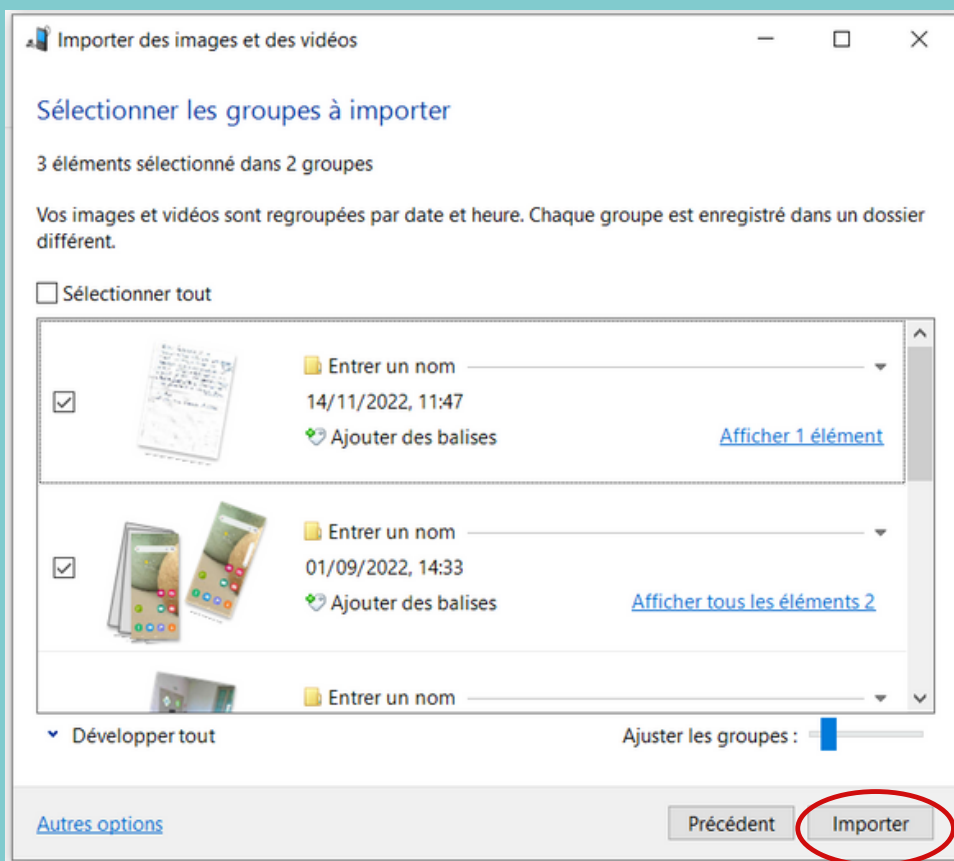 Importer des images et des vidéos
Sélectionner les groupes à importer
3 éléments sélectionné dans 2 groupes
Vos images et vidéos sont regroupées par date et heure. Chaque groupe est enregistré dans un dossier
différent.
Sélectionner tout
Entrer un nom
14/11/2022, 11:47
Ajouter des balises Afficher 1 élément
Entrer un nom
01/09/2022, 14:33
Ajouter des balises Afficher tous les éléments 2
Entrer un nom
Développer tout Ajuster les groupes :
Autres options Précédent Importer